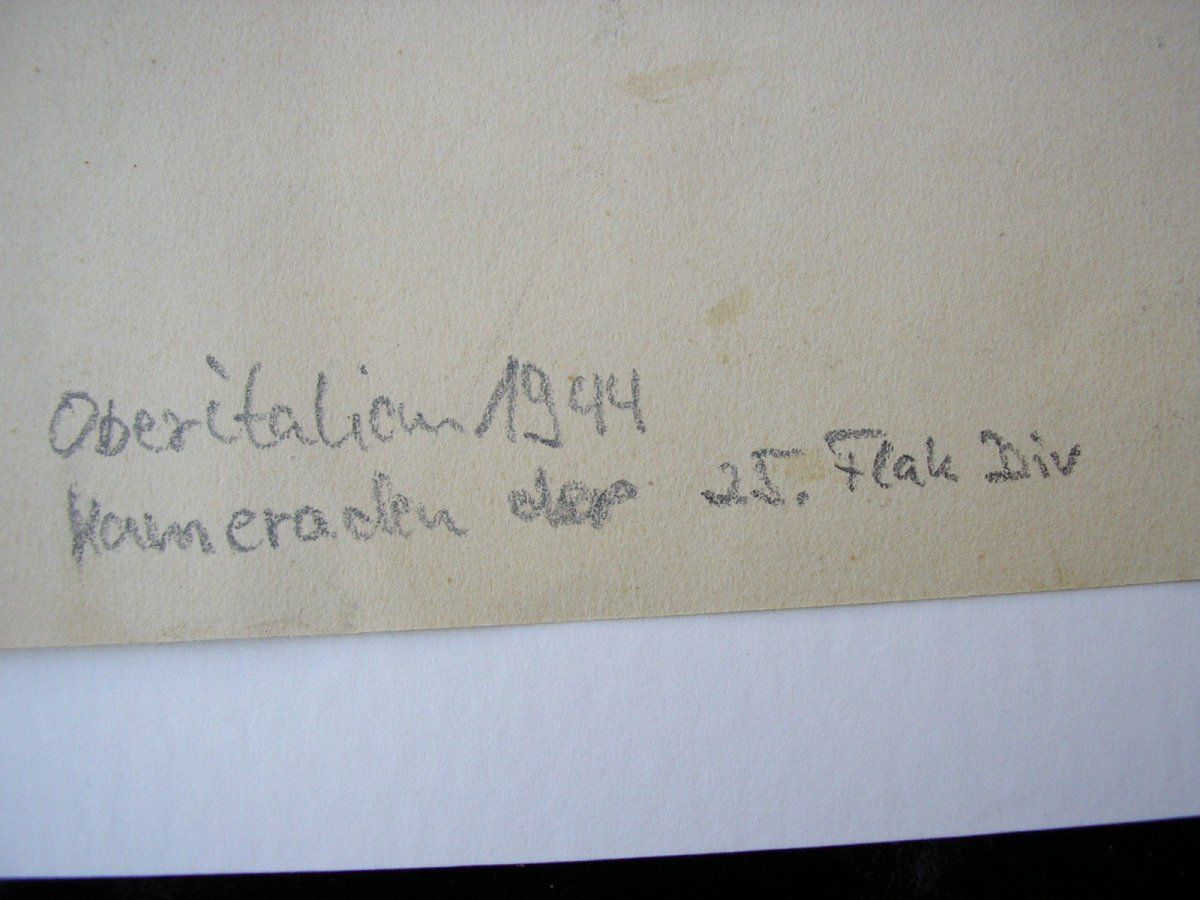 Oberitalien 1944
Kameraden der 25. Flak Div